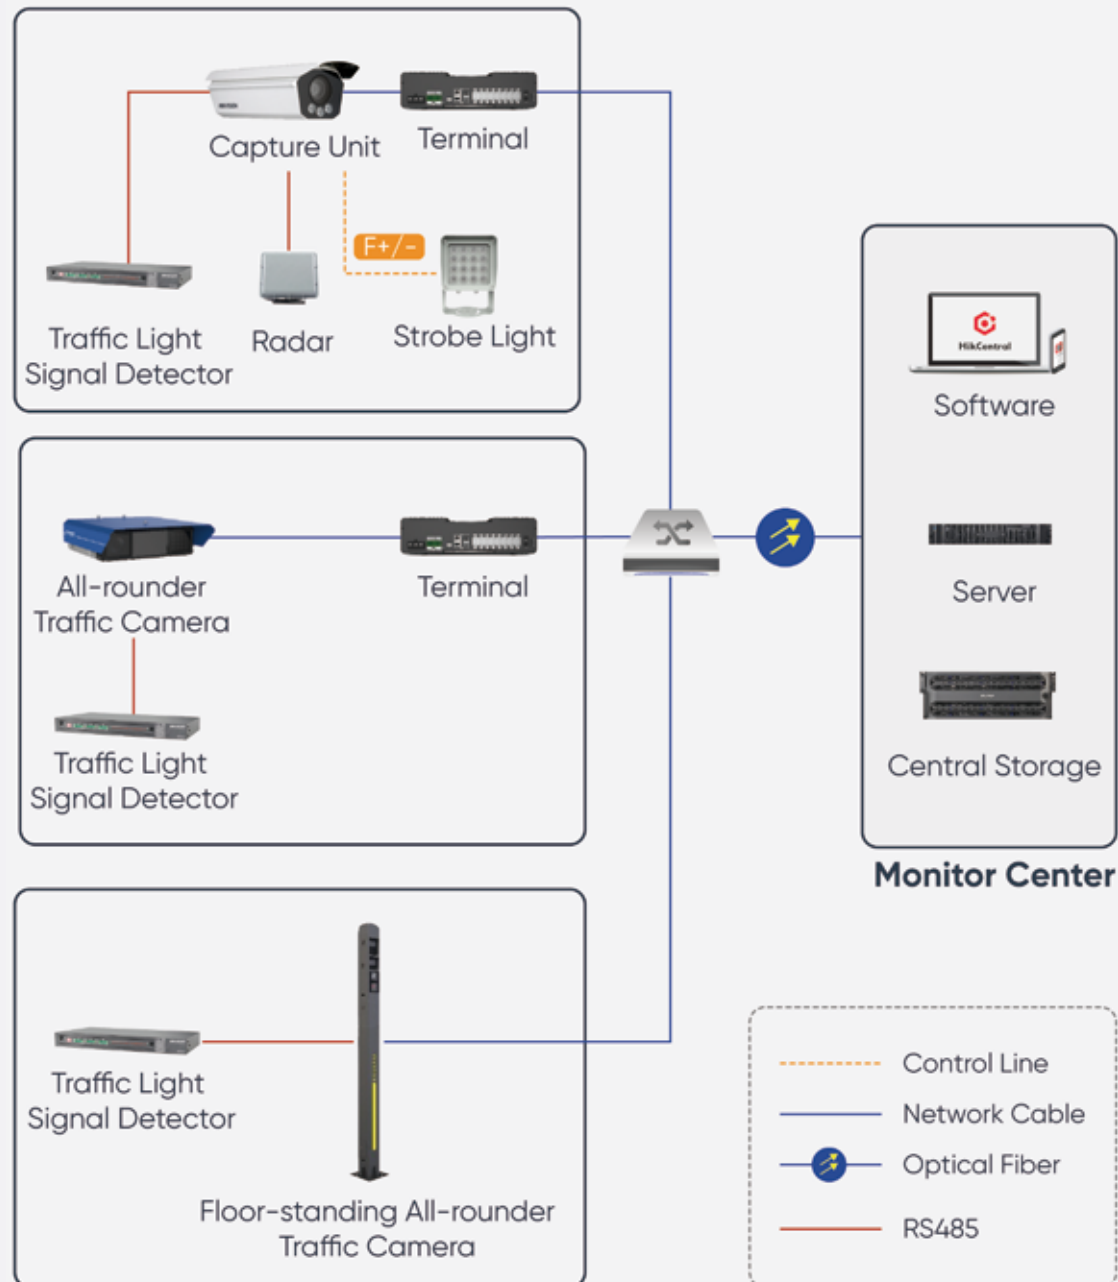 Capture Unit
Terminal
F+/-
Traffic Light
Signal Detector
Radar
Strobe Light
All-rounder
Traffic Camera
Terminal
Traffic Light
Signal Detector
Traffic Light
Signal Detector
Floor-standing All-rounder
Traffic Camera
HikCentral
Software
Server
Central Storage
Monitor Center
Control Line
Network Cable
Optical Fiber
RS485